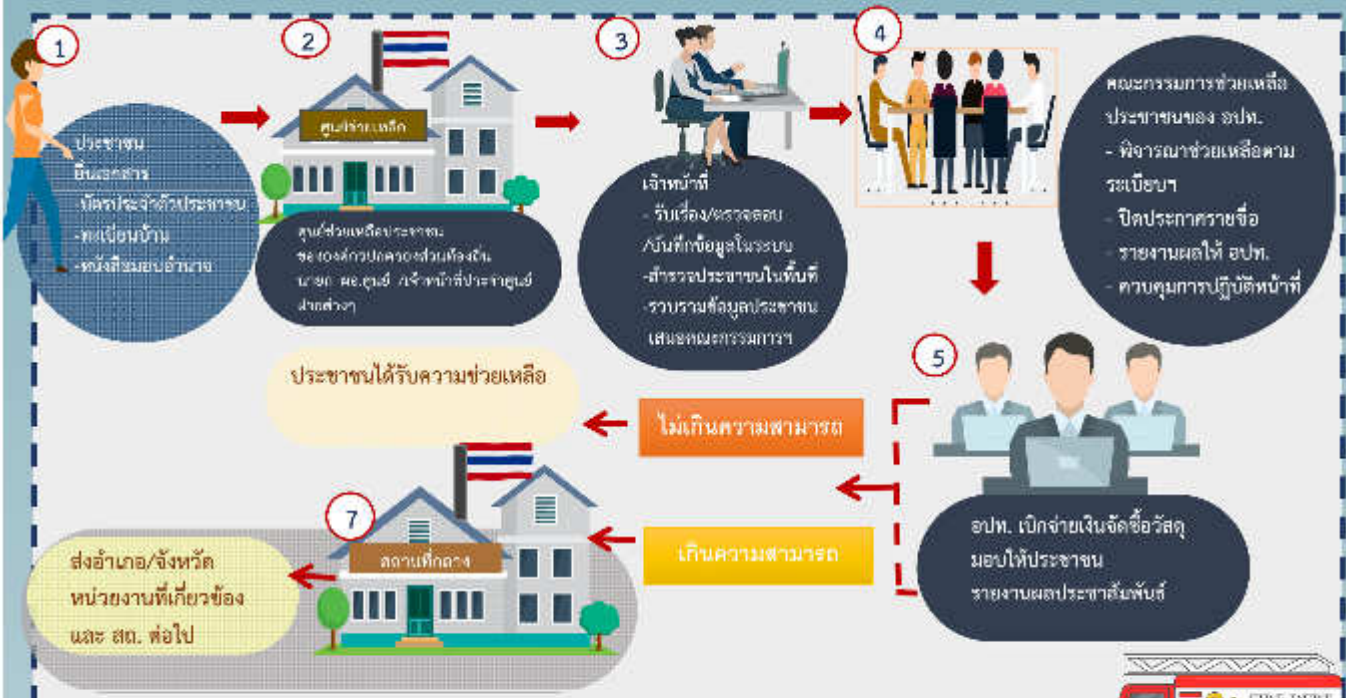 1
ประชาชน
ยื่นเอกสาร
-บัตรประจำตัวประชาชน
-ทะเบียนบ้าน
-หนังสือมอบอำนาจ
2
ศูนย์ช่วยเหลือ
ศูนย์ช่วยเหลือประชาชน
ขององค์กรปกครองส่วนท้องถิ่น
นายก ผอ.ศูนย์ /เจ้าหน้าที่ประจำศูนย์
ฝ่ายต่างๆ
3
เจ้าหน้าที่
- รับเรื่อง/ตรวจสอบ
/บันทึกข้อมูลในระบบ
-สำรวจประชาชนในพื้นที่
-รวบรวมข้อมูลประชาชน
เสนอคณะกรรมการฯ
4
คณะกรรมการช่วยเหลือ
ประชาชนของ อปท.
- พิจารณาช่วยเหลือตาม
ระเบียบฯ
- ปิดประกาศรายชื่อ
- รายงานผลให้ อปท.
- ควบคุมการปฏิบัติหน้าที่
5
อปท. เบิกจ่ายเงินจัดซื้อวัสดุ
มอบให้ประชาชน
รายงานผลประชาสัมพันธ์
ไม่เกินความสามารถ
ประชาชนได้รับความช่วยเหลือ
เกินความสามารถ
7
สถานที่กลาง
ส่งอำเภอ/จังหวัด
หน่วยงานที่เกี่ยวข้อง
และ สถ. ต่อไป